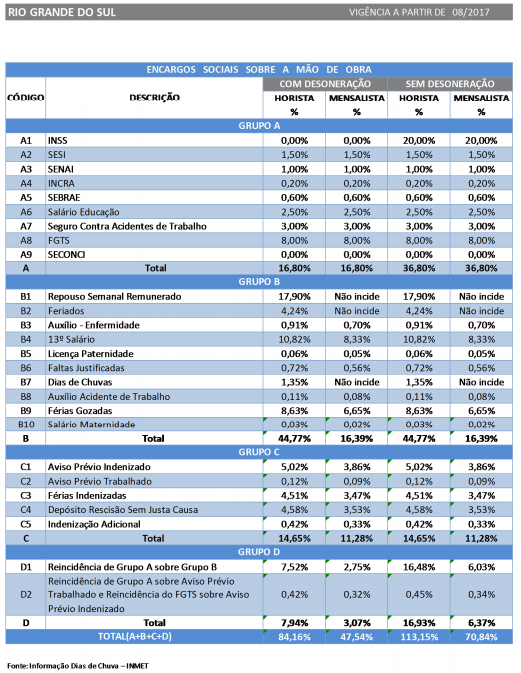 RIO GRANDE DO SUL VIGÊNCIA A PARTIR DE 08/2017
ENCARGOS SOCIAIS SOBRE A MÃO DE OBRA
CÓDIGO DESCRIÇÃO COM DESONERAÇÃO SEM DESONERAÇÃO
HORISTA MENSALISTA HORISTA MENSALISTA
% % % %
GRUPO A
A1 INSS 0,00% 0,00% 20,00% 20,00%
A2 SESI 1,50% 1,50% 1,50% 1,50%
A3 SENAI 1,00% 1,00% 1,00% 1,00%
A4 INCRA 0,20% 0,20% 0,20% 0,20%
A5 SEBRAE 0,60% 0,60% 0,60% 0,60%
A6 Salário Educação 2,50% 2,50% 2,50% 2,50%
A7 Seguro Contra Acidentes de Trabalho 3,00% 3,00% 3,00% 3,00%
A8 FGTS 8,00% 8,00% 8,00% 8,00%
A9 SECONCI 0,00% 0,00% 0,00% 0,00%
A Total 16,80% 16,80% 36,80% 36,80%
GRUPO B
B1 Repouso Semanal Remunerado 17,90% Não incide 17,90% Não incide
B2 Feriados 4,24% Não incide 4,24% Não incide
B3 Auxílio - Enfermidade 0,91% 0,70% 0,91% 0,70%
B4 13º Salário 10,82% 8,33% 10,82% 8,33%
B5 Licença Paternidade 0,06% 0,05% 0,06% 0,05%
B6 Faltas Justificadas 0,72% 0,56% 0,72% 0,56%
B7 Dias de Chuvas 1,35% Não incide 1,35% Não incide
B8 Auxílio Acidente de Trabalho 0,11% 0,08% 0,11% 0,08%
B9 Férias Gozadas 8,63% 6,65% 8,63% 6,65%
B10 Salário Maternidade 0,03% 0,02% 0,03% 0,02%
B Total 44,77% 16,39% 44,77% 16,39%
GRUPO C
C1 Aviso Prévio Indenizado 5,02% 3,86% 5,02% 3,86%
C2 Aviso Prévio Trabalhado 0,12% 0,09% 0,12% 0,09%
C3 Férias Indenizadas 4,51% 3,47% 4,51% 3,47%
C4 Depósito Rescisão Sem Justa Causa 4,58% 3,53% 4,58% 3,53%
C5 Indenização Adicional 0,42% 0,33% 0,42% 0,33%
C Total 14,65% 11,28% 14,65% 11,28%
GRUPO D
D1 Reincidência de Grupo A sobre Grupo B 7,52% 2,75% 16,48% 6,03%
Reincidência de Grupo A sobre Aviso Prévio
D2 Trabalhado e Reincidência do FGTS sobre Aviso 0,42% 0,32% 0,45% 0,34%
Prévio Indenizado
D Total 7,94% 3,07% 16,93% 6,37%
TOTAL(A+B+C+D) 84,16% 47,54% 113,15% 70,84%
Fonte: Informação Dias de Chuva – INMET